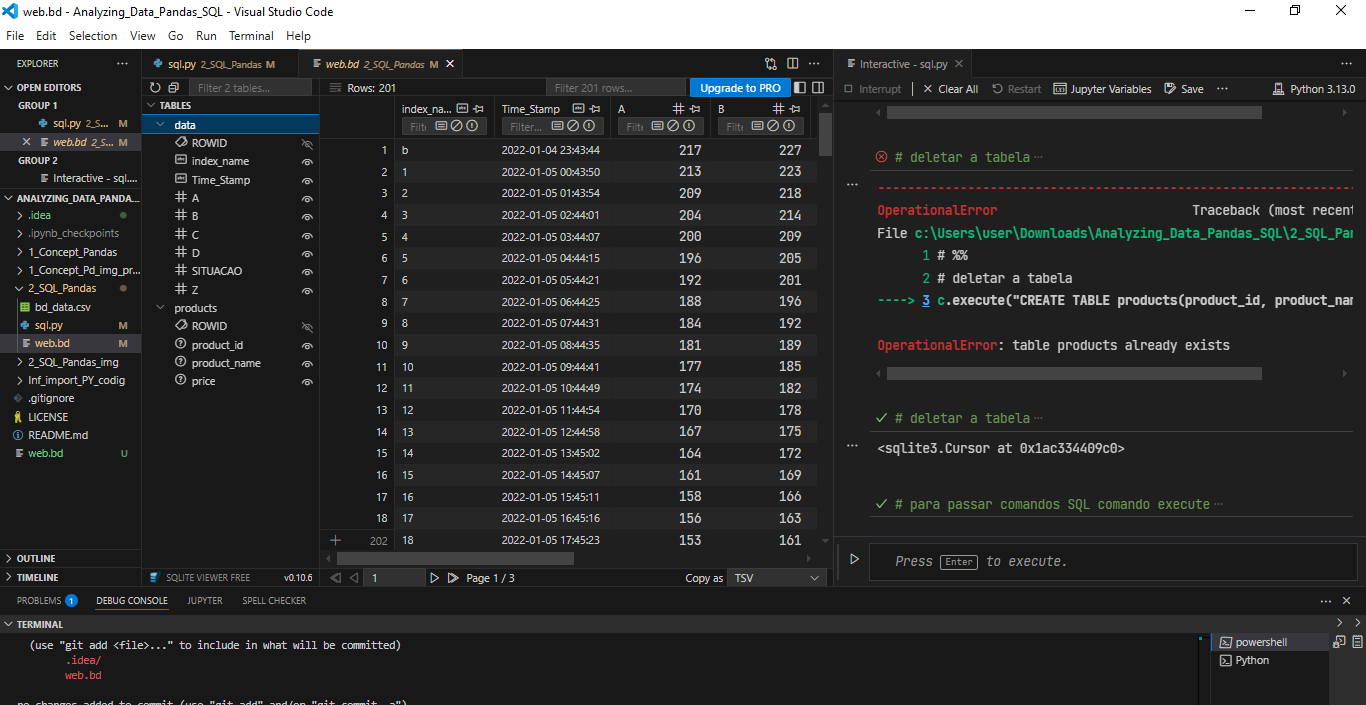 web.bd - Analyzing_Data_Pandas_SQL - Visual Studio Code
File Edit Selection View Go Run Terminal Help
EXPLORER
OPEN EDITORS
GROUP 1
sql.py 2_S... M
web.bd 2_S... M
GROUP 2
Interactive - sql....
ANALYZING_DATA_PANDA...
.idea
.ipynb_checkpoints
1_Concept_Pandas
1_Concept_Pd_img_pr...
2_SQL_Pandas
bd_data.csv
sql.py M
web.bd M
2_SQL_Pandas_img
Inf_import_PY_codig
.gitignore
LICENSE
README.md
web.bd U
OUTLINE
TIMELINE
sql.py 2_SQL_Pandas M
web.bd 2_SQL_Pandas M
Filter 2 tables...
Rows: 201
Filter 201 rows...
Upgrade to PRO
TABLES
data
ROWID
index_name
Time_Stamp
A
B
C
D
SITUACAO
Z
products
ROWID
product_id
product_name
price
SQLITE VIEWER FREE v0.10.6
index_na... Time_Stamp A B
Filt Filter... Filt Filt
1 b 2022-01-04 23:43:44 217 227
2 1 2022-01-05 00:43:50 213 223
3 2 2022-01-05 01:43:54 209 218
4 3 2022-01-05 02:44:01 204 214
5 4 2022-01-05 03:44:07 200 209
6 5 2022-01-05 04:44:15 196 205
7 6 2022-01-05 05:44:21 192 201
8 7 2022-01-05 06:44:25 188 196
9 8 2022-01-05 07:44:31 184 192
10 9 2022-01-05 08:44:35 181 189
11 10 2022-01-05 09:44:41 177 185
12 11 2022-01-05 10:44:49 174 182
13 12 2022-01-05 11:44:54 170 178
14 13 2022-01-05 12:44:58 167 175
15 14 2022-01-05 13:45:02 164 172
16 15 2022-01-05 14:45:07 161 169
17 16 2022-01-05 15:45:11 158 166
18 17 2022-01-05 16:45:16 156 163
202 18 2022-01-05 17:45:23 153 161
1 Page 1 / 3 Copy as TSV
Interactive - sql.py
Interrupt Clear All Restart Jupyter Variables Save Python 3.13.0
# deletar a tabela
--------------------------------------------------------------
OperationalError Traceback (most recent
File c:\Users\user\Downloads\Analyzing_Data_Pandas_SQL\2_SQL_Pan
1 # %%
2 # deletar a tabela
----> 3 c.execute("CREATE TABLE products(product_id, product_nam
OperationalError: table products already exists
# deletar a tabela
<sqlite3.Cursor at 0x1ac334409c0>
# para passar comandos SQL comando execute
Press Enter to execute.
PROBLEMS 1 DEBUG CONSOLE JUPYTER SPELL CHECKER
TERMINAL
(use "git add <file>..." to include in what will be committed)
.idea/
web.bd
no changes added to commit (use "git add" and/or "git commit -a")
powershell
Python